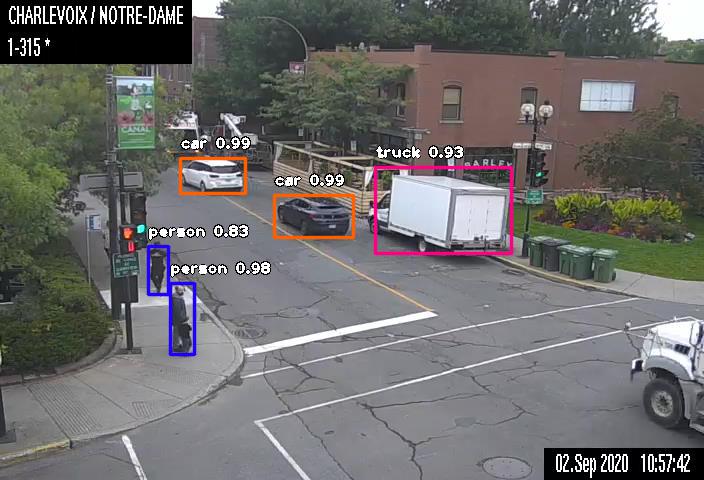 CHARLEVOIX / NOTRE-DAME
1-315 *
CANAL
car 0.99
car 0.99
truck 0.93
BARLEY
person 0.83
person 0.98
02.Sep 2020 10:57:42